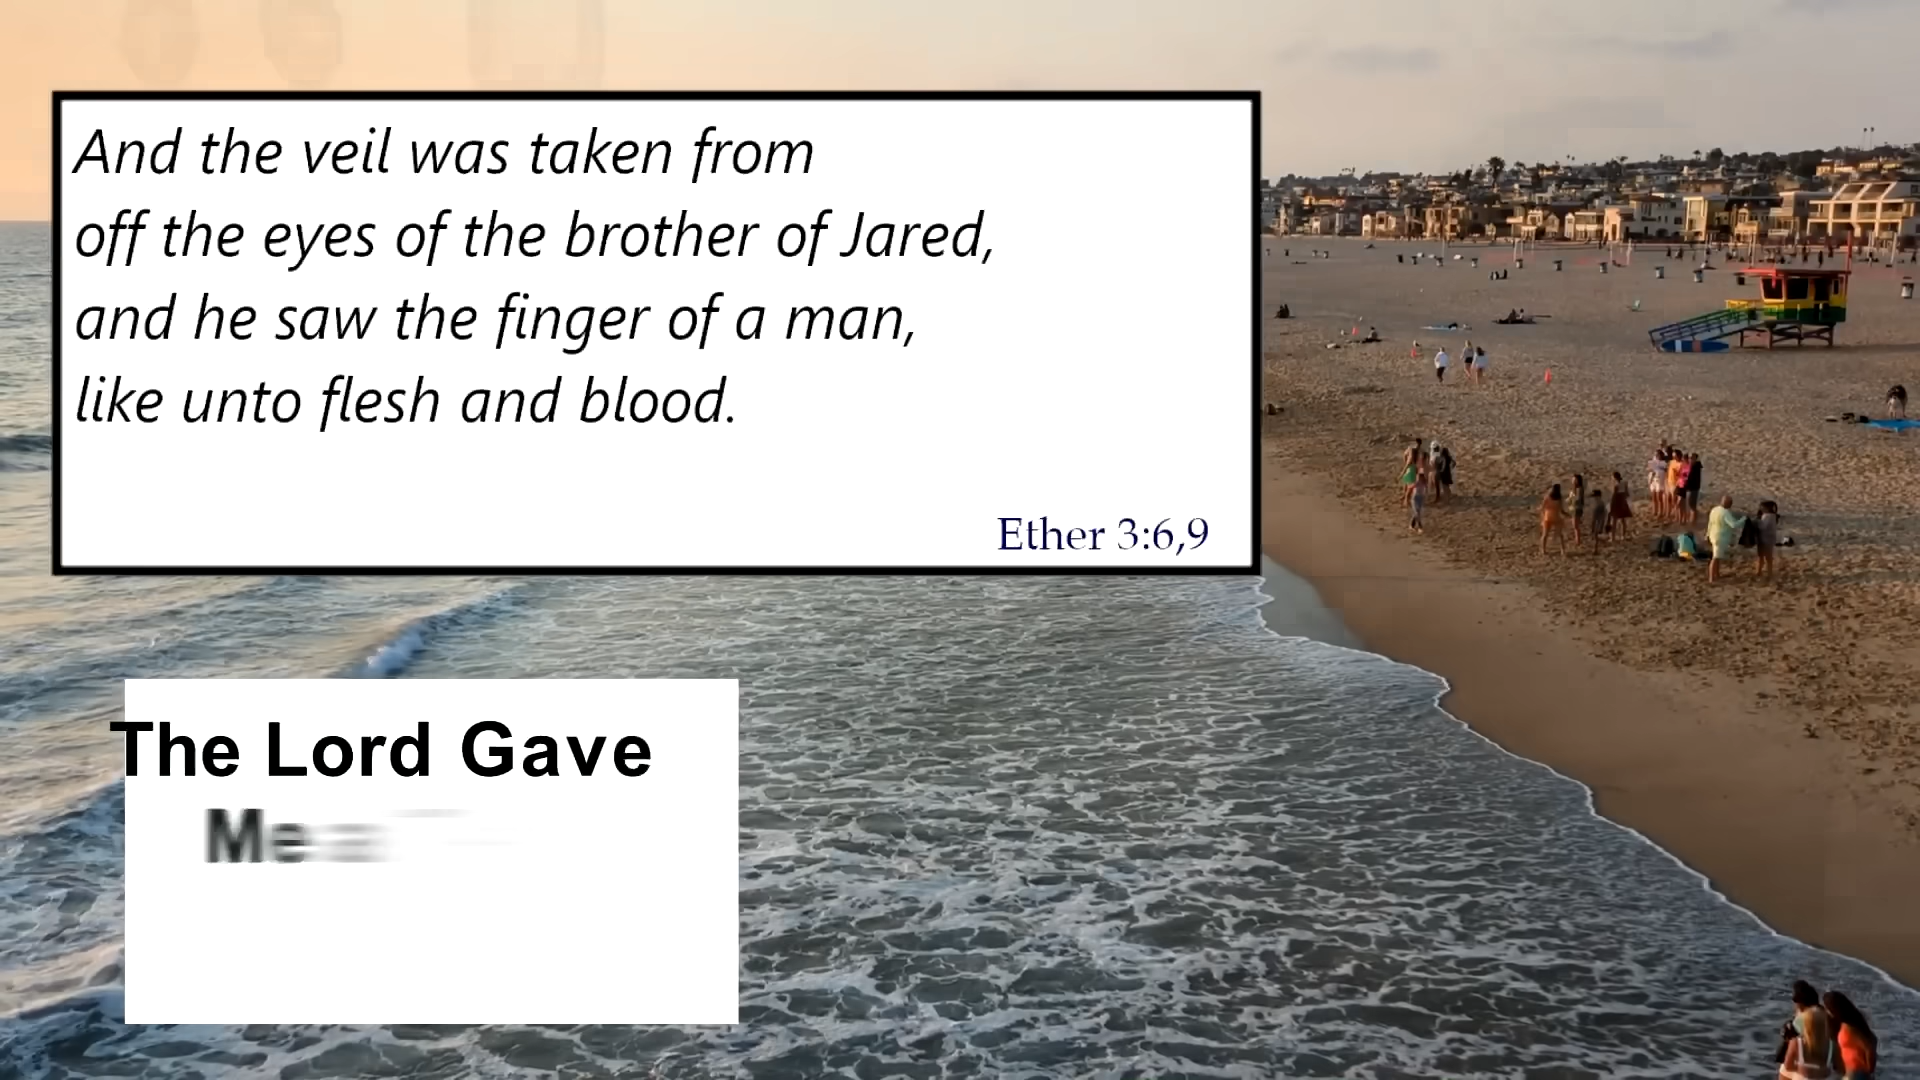 And the veil was taken from
off the eyes of the brother of Jared,
and he saw the finger of a man,
like unto flesh and blood.
Ether 3:6,9
The Lord Gave
Me